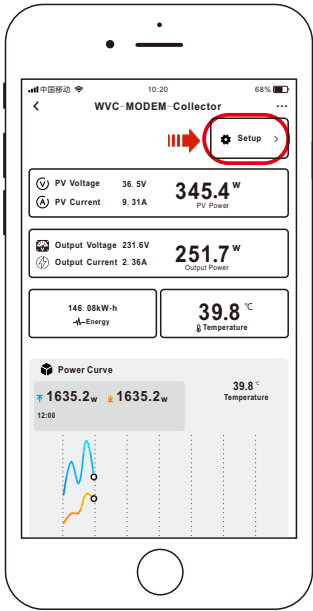 中国移动 10:20 68%
WVC-MODEM-Collector ...
Setup >
V PV Voltage 36. 5V
A PV Current 9. 31A
345.4 W
PV Power
Output Voltage 231.6V
Output Current 2. 36A
251.7 W
Output Power
146. 08kW-h
Energy
39.8 ℃
Temperature
Power Curve
1635.2w 1635.2w
12:00
39.8 ℃
Temperature